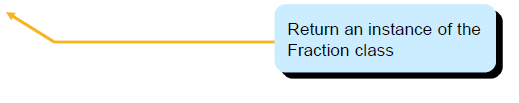 Return an instance of the
Fraction class